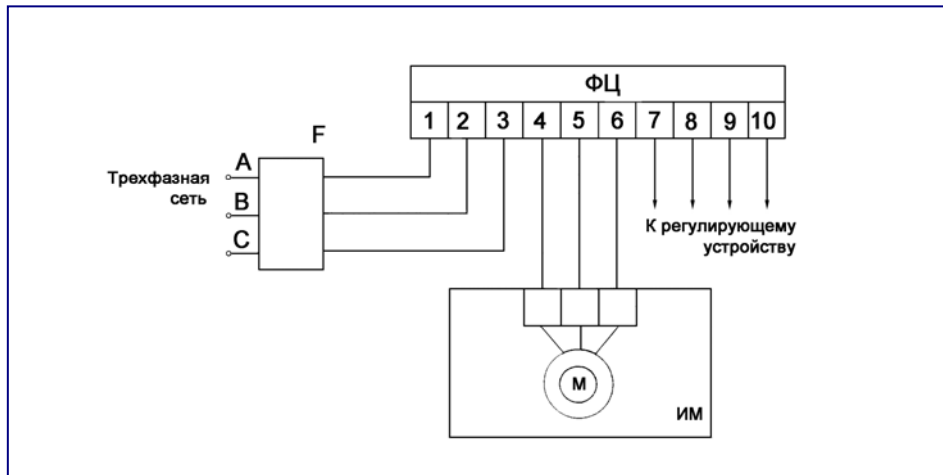 ФЦ
1 2 3 4 5 6 7 8 9 10
F
A
Трехфазная
сеть
B
C
К регулирующему
устройству
М
ИМ